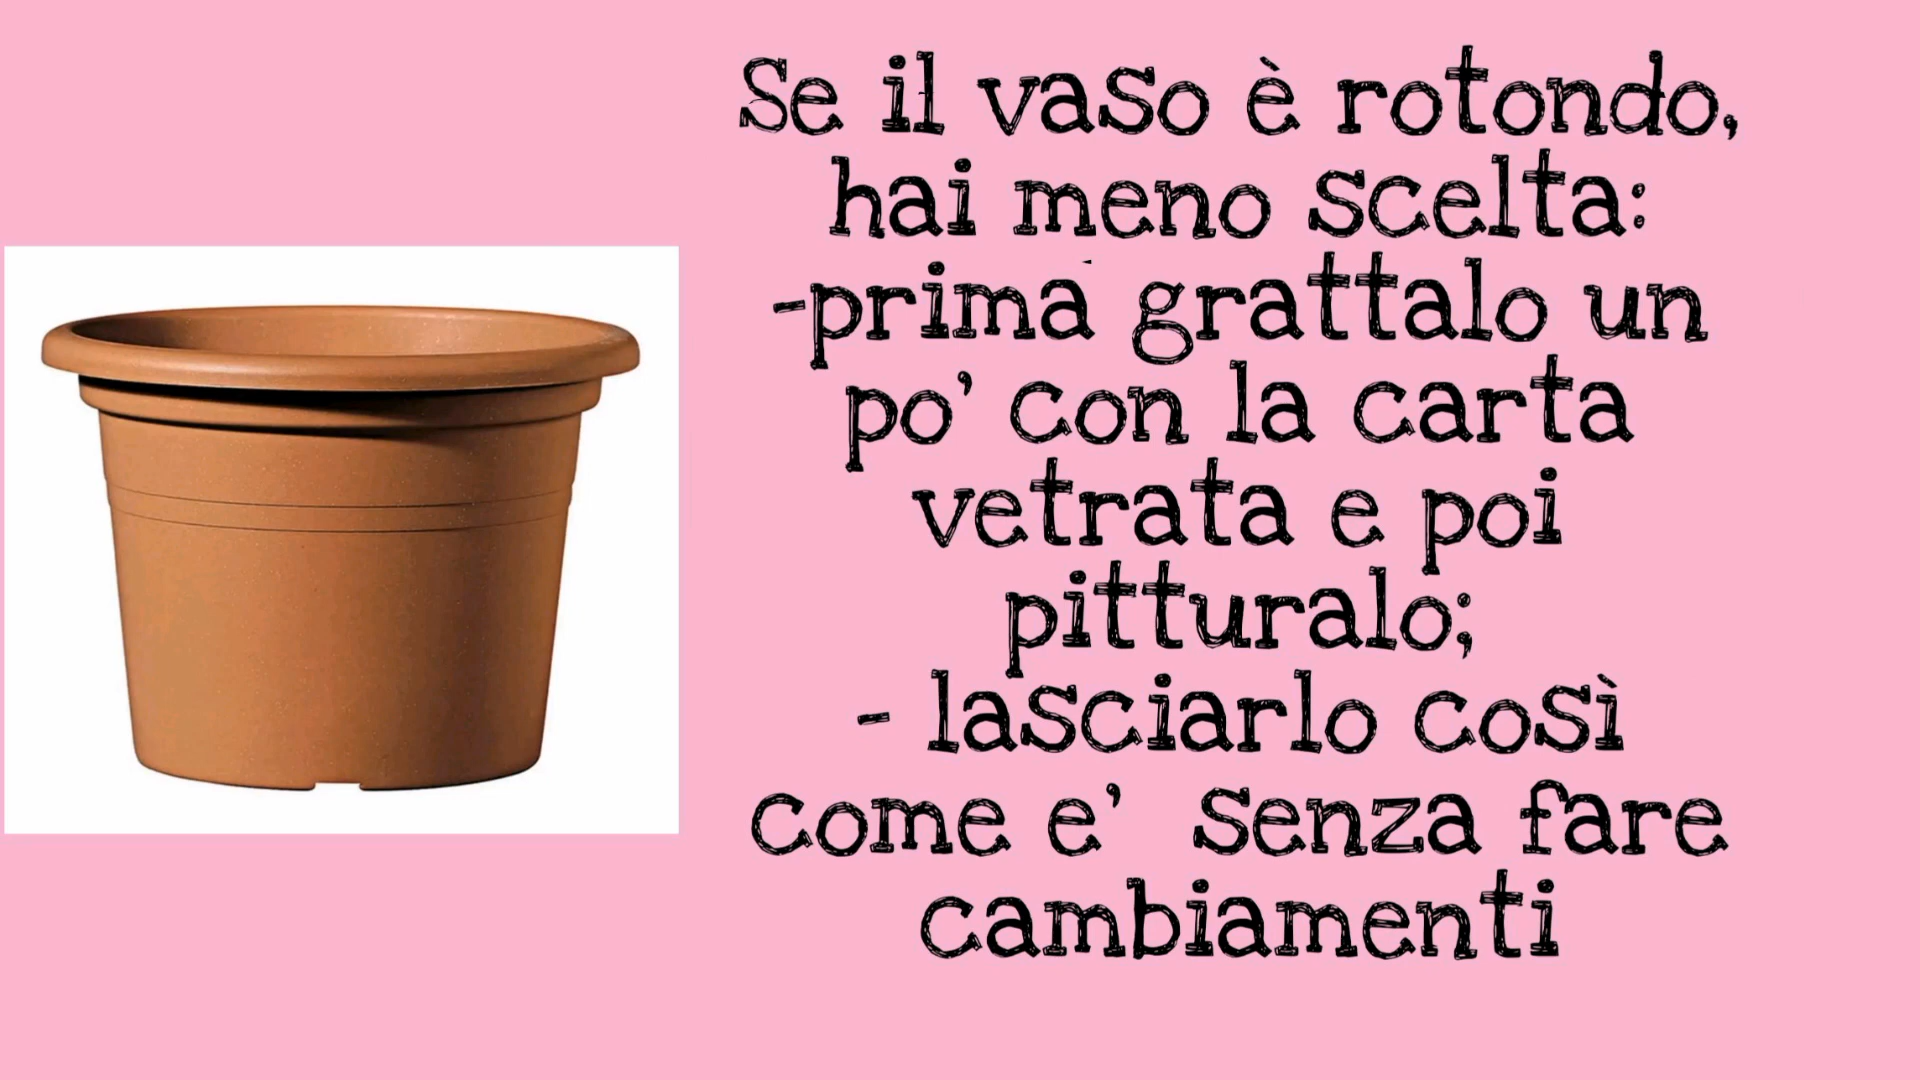 Se il vaso è rotondo,
hai meno scelta:
-prima grattalo un
po' con la carta
vetrata e poi
pitturalo;
- lasciarlo così
come e' senza fare
cambiamenti